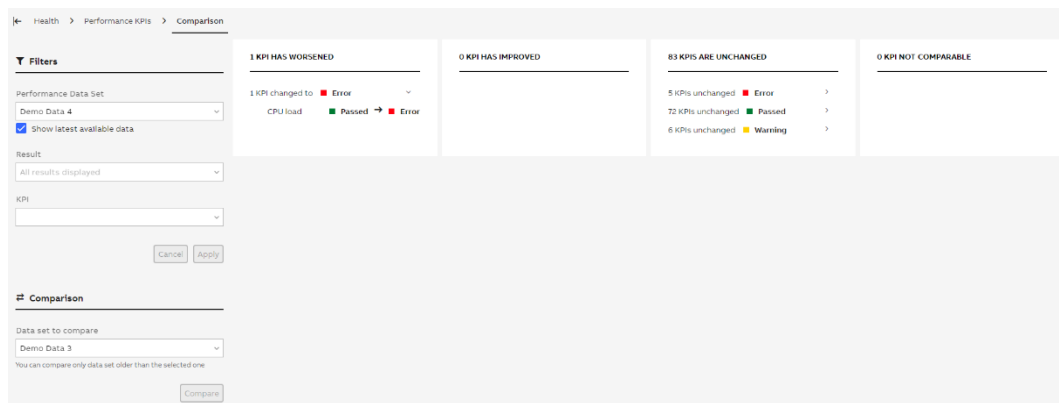 Health > Performance KPIs > Comparison
Filters
Performance Data Set
Demo Data 4
Show latest available data
Result
All results displayed
KPI
Cancel Apply
Comparison
Data set to compare
Demo Data 3
You can compare only data set older than the selected one
Compare
1 KPI HAS WORSENED
1 KPI changed to Error
CPU load Passed → Error
0 KPI HAS IMPROVED
83 KPIS ARE UNCHANGED
5 KPIs unchanged Error >
72 KPIs unchanged Passed >
6 KPIs unchanged Warning >
0 KPI NOT COMPARABLE